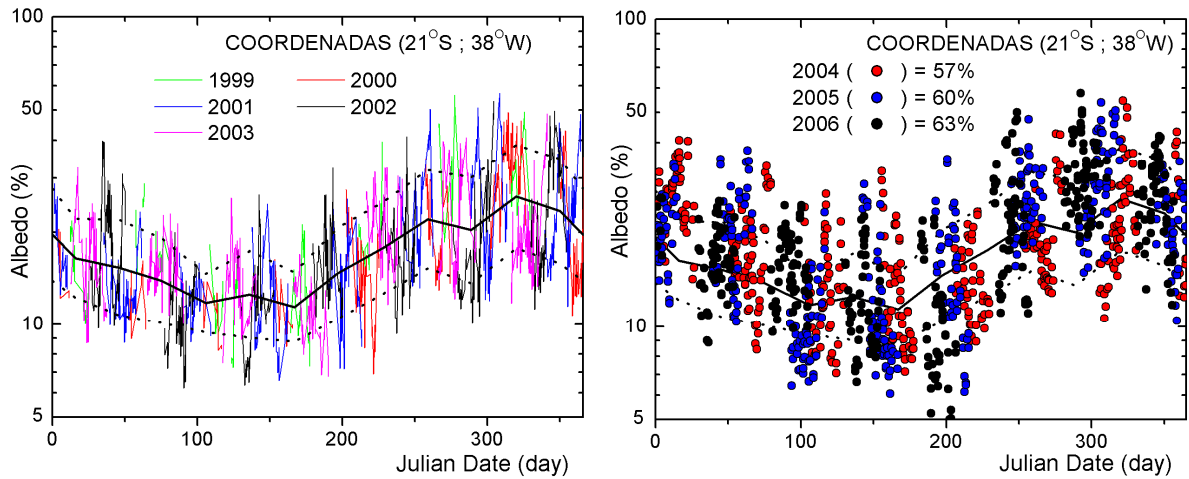 COORDENADAS (21°S ; 38°W)
1999
2000
2001
2002
2003
100
50
10
5
Albedo (%)
0
100
200
300
Julian Date (day)
COORDENADAS (21°S ; 38°W)
2004 ( ) = 57%
2005 ( ) = 60%
2006 ( ) = 63%
100
50
10
5
Albedo (%)
0
100
200
300
Julian Date (day)